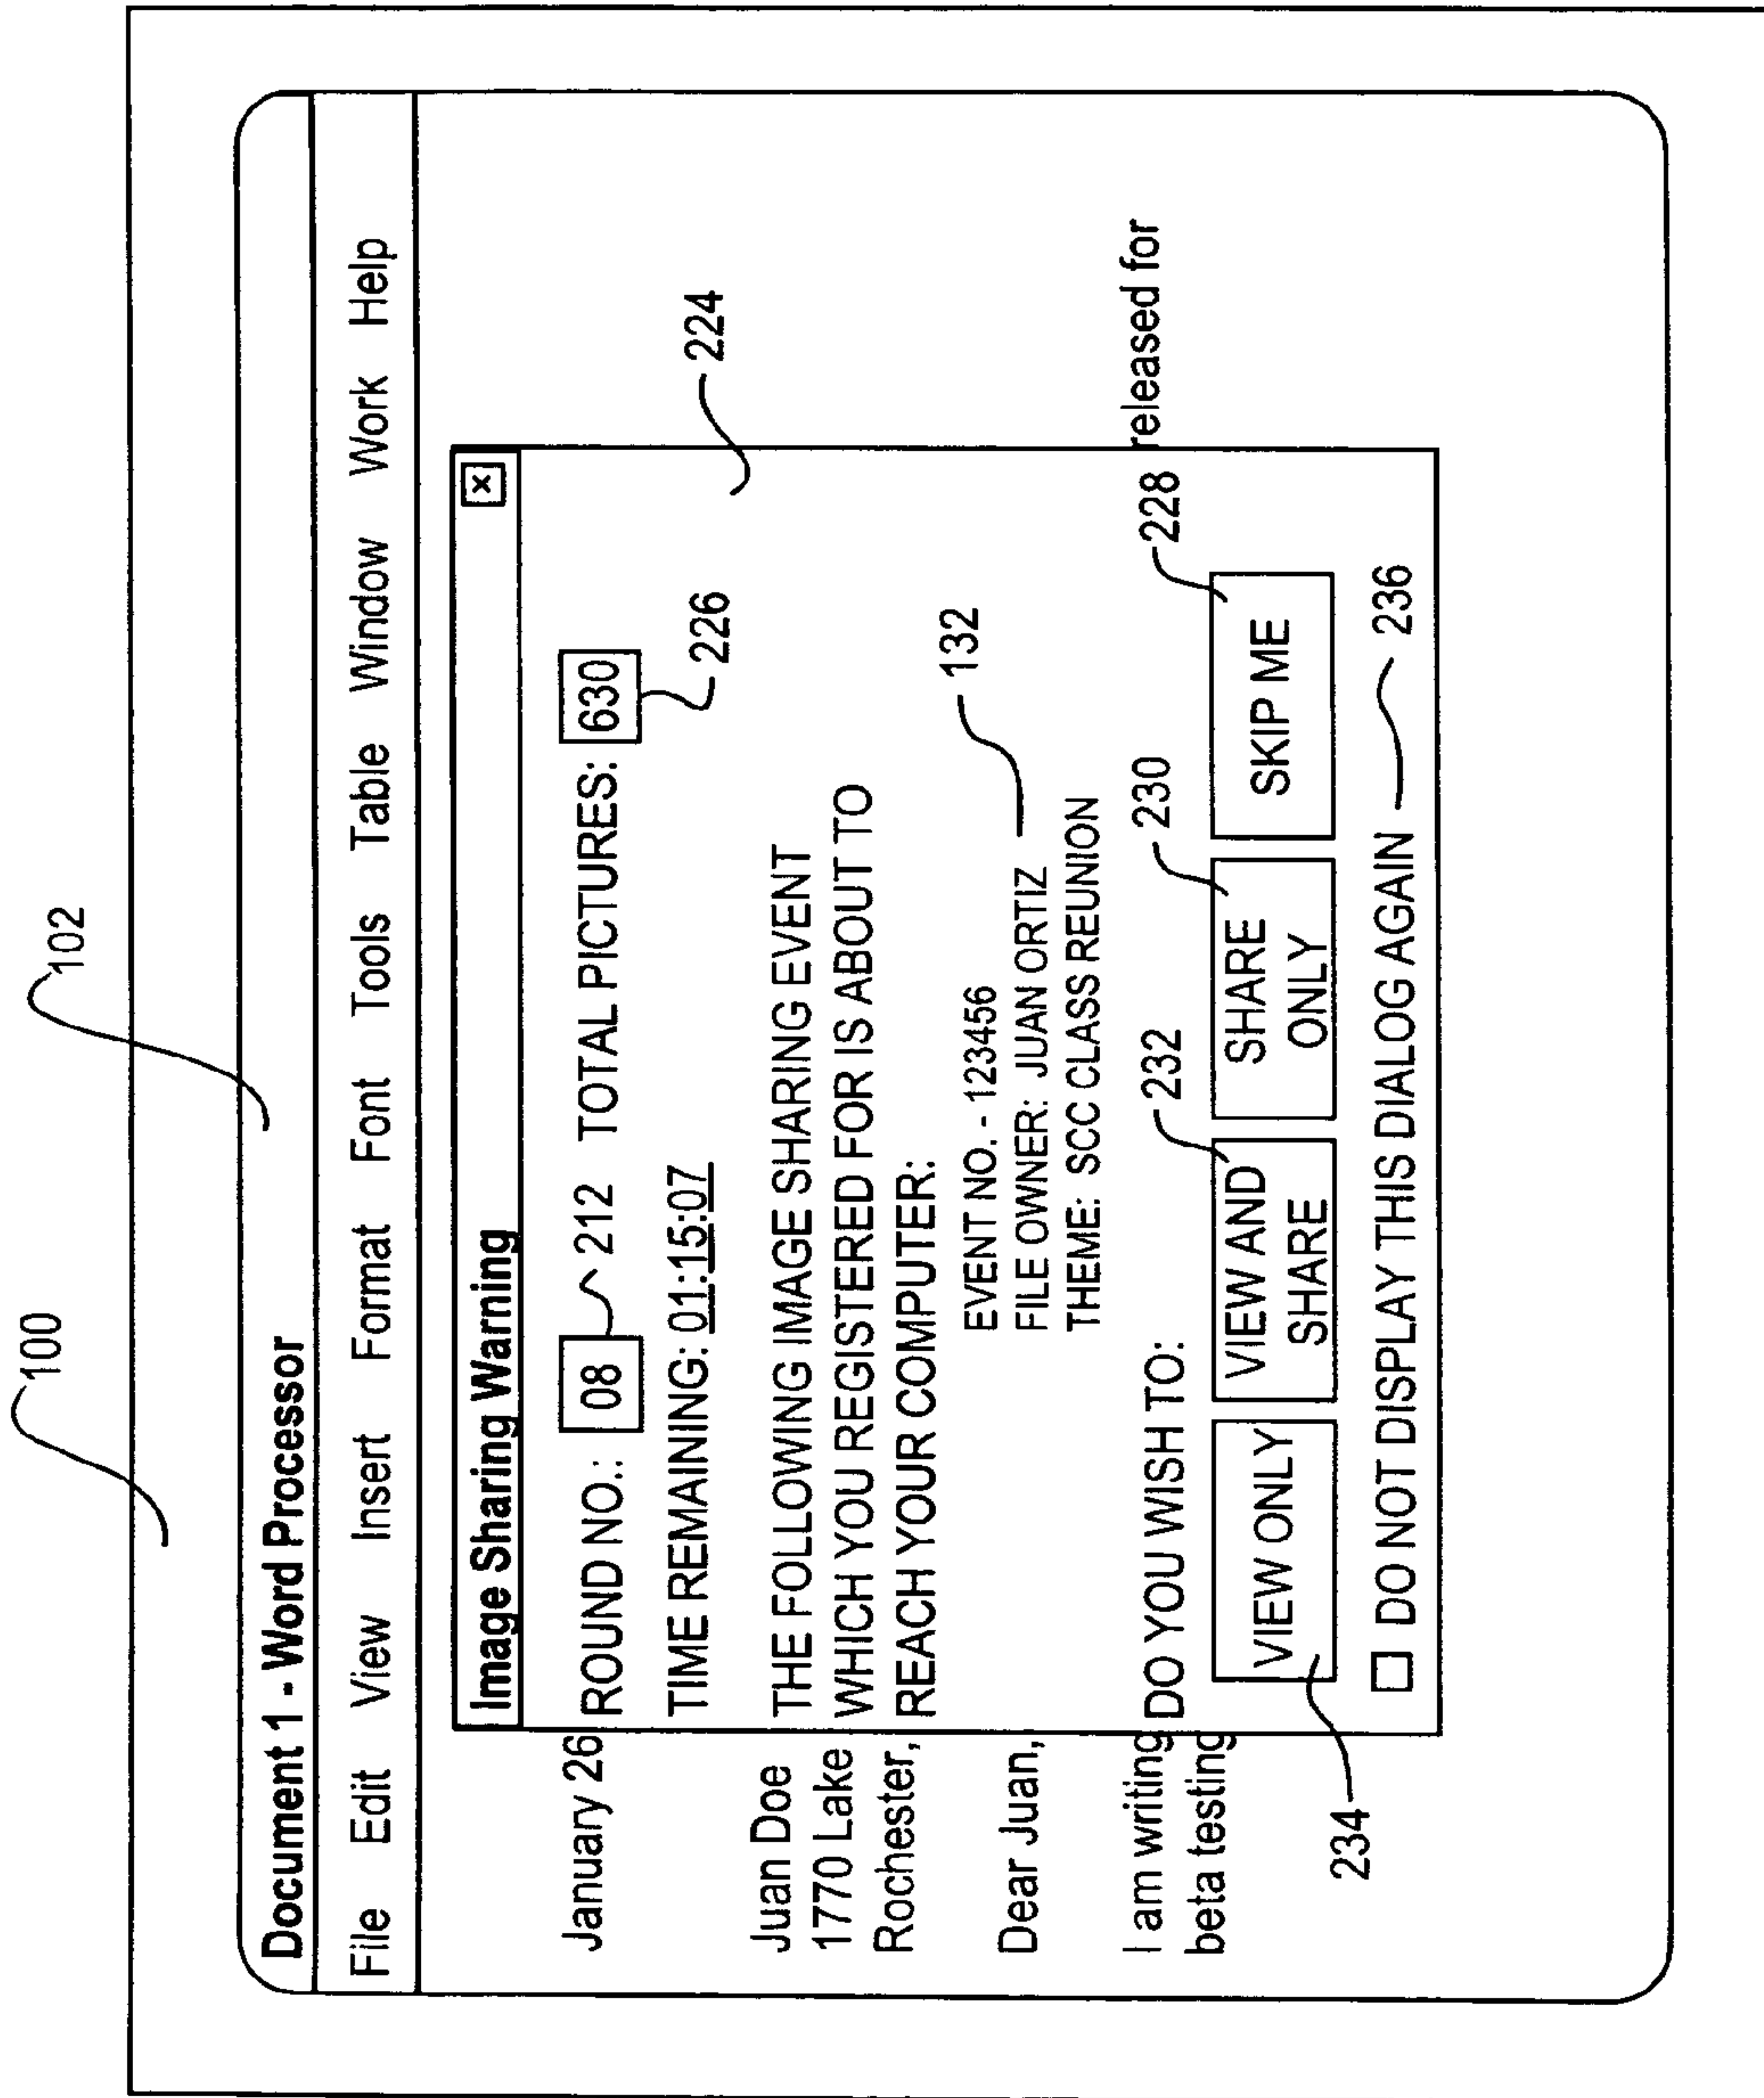 100
102
Document 1 - Word Processor
File Edit View Insert Format Font Tools Table Window Work Help
Image Sharing Warning
x
January 26
ROUND NO.: 08 212 TOTAL PICTURES: 630
226
TIME REMAINING: 01:15:07
224
Juan Doe
1770 Lake
Rochester,
THE FOLLOWING IMAGE SHARING EVENT
WHICH YOU REGISTERED FOR IS ABOUT TO
REACH YOUR COMPUTER:
132
EVENT NO. - 123456
FILE OWNER: JUAN ORTIZ
THEME: SCC CLASS REUNION
Dear Juan,
I am writing
beta testing
released for
DO YOU WISH TO:
232
230
228
VIEW ONLY
VIEW AND
SHARE
SHARE
ONLY
SKIP ME
234
DO NOT DISPLAY THIS DIALOG AGAIN
236